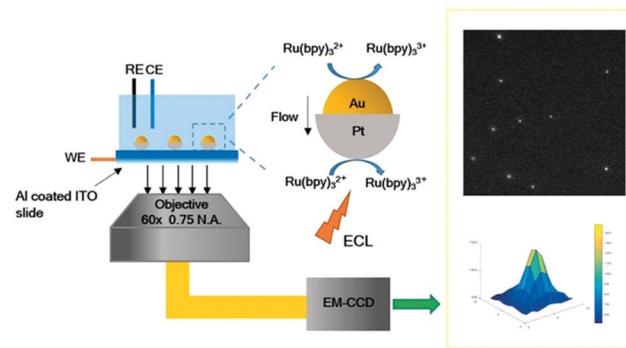 Ru(bpy)₃²⁺ Ru(bpy)₃³⁺
RE CE
Au
Flow
Pt
WE
Ru(bpy)₃²⁺ Ru(bpy)₃³⁺
Al coated ITO
slide
Objective
60x 0.75 N.A.
ECL
EM-CCD